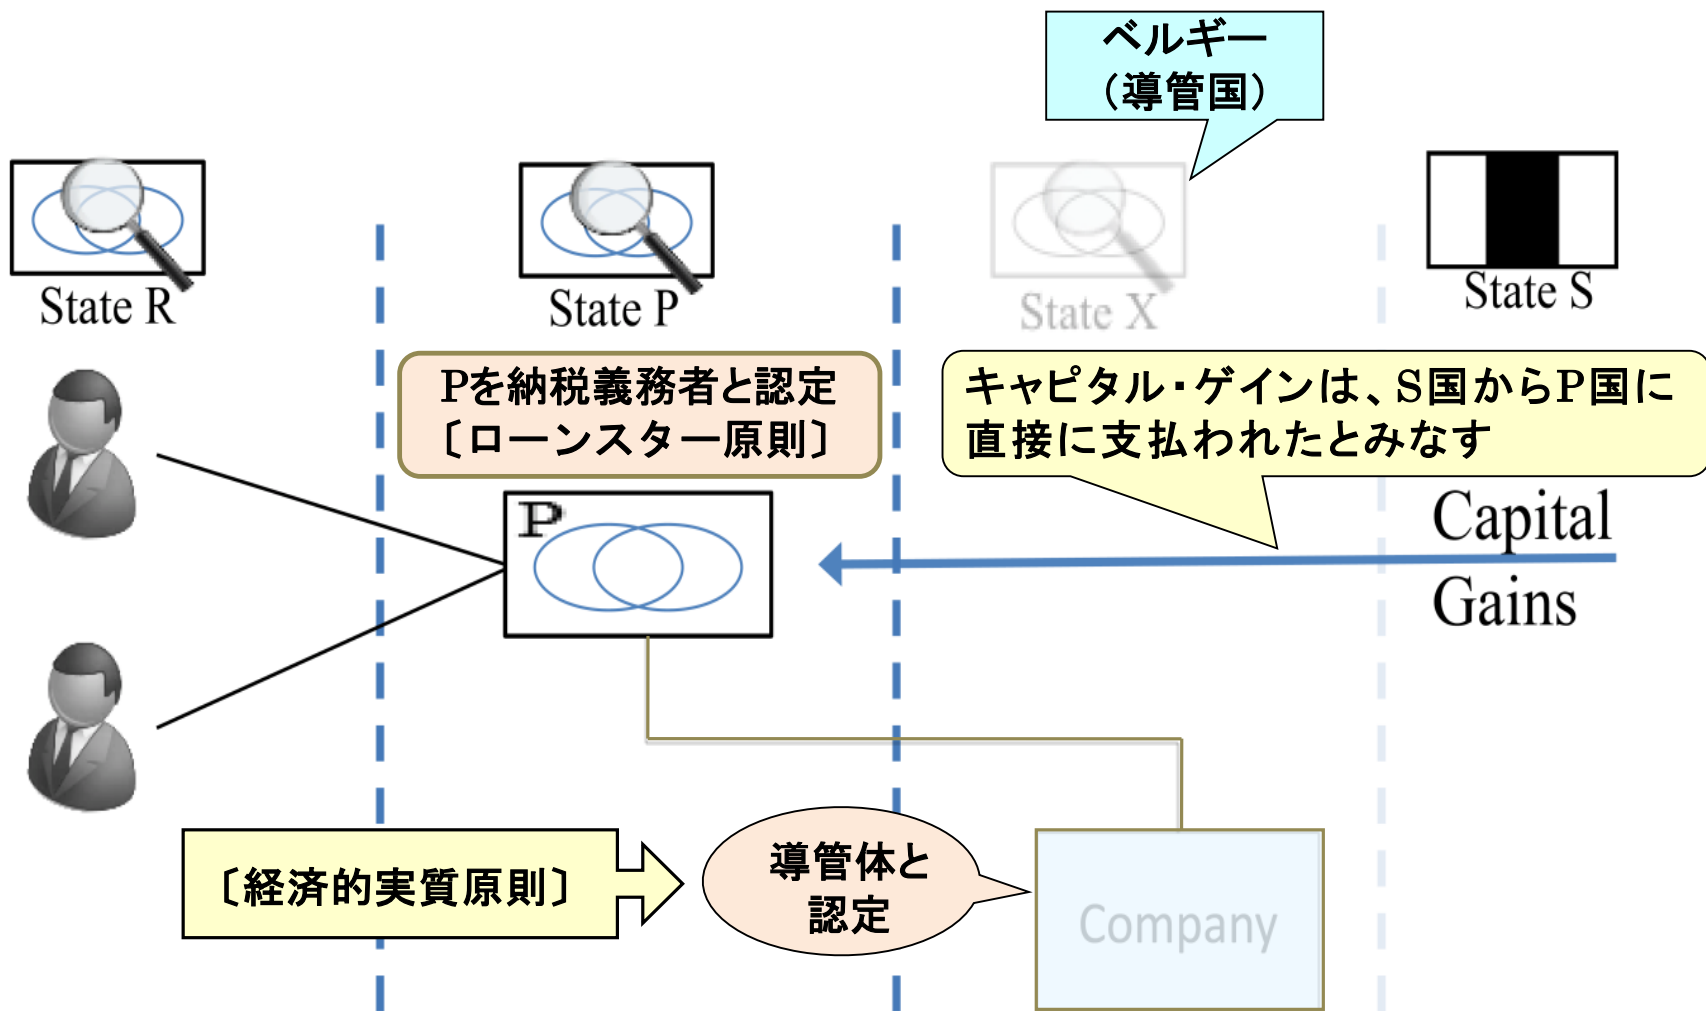 ベルギー
（導管国）
State R
State P
State X
State S
Pを納税義務者と認定
〔ローンスター原則〕
キャピタル・ゲインは、S国からP国に
直接に支払われたとみなす
P
Capital
Gains
〔経済的実質原則〕
導管体と
認定
Company